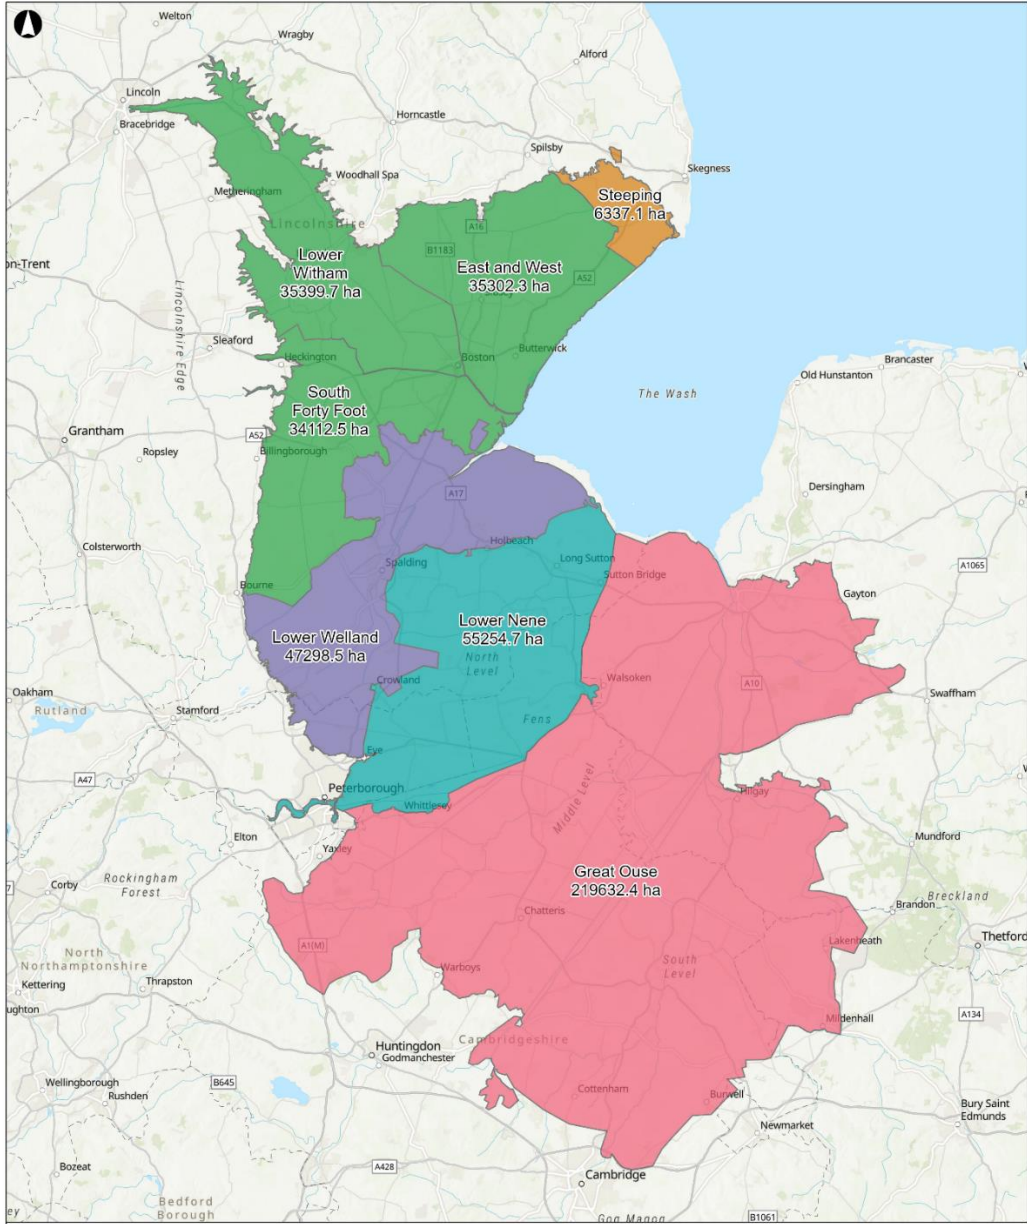 Welton
Wragby
Alford
Lincoln
Bracebridge
Horncastle
Spilsby
Skegness
Woodhall Spa
Metheringham
Lincolnshire
Steeping
6337.1 ha
A16
B1183
Lower
Witham
35399.7 ha
East and West
35302.3 ha
A52
on-Trent
Lincolnshire Edge
Sleaford
Heckington
Boston
Butterwick
Brancaster
Old Hunstanton
The Wash
South
Forty Foot
34112.5 ha
Grantham
A52
Billingborough
Ropsley
A17
Dersingham
Colsterworth
Holbeach
Spalding
Long Sutton
Sutton Bridge
A1065
Bourne
Gayton
Lower Nene
55254.7 ha
Lower Welland
47298.5 ha
North
Level
Crowland
Walsoken
A10
Oakham
Rutland
Stamford
Swaffham
Fens
Eye
A47
Peterborough
Whittlesey
Middle Level
Hilgay
Elton
Yaxley
Mundford
Great Ouse
219632.4 ha
Corby
Rockingham
Forest
Breckland
Brandon
Chatteris
Thetford
A1(M)
Lakenheath
North
Northamptonshire
Kettering
Thrapston
Warboys
South
Level
oughton
Mildenhall
A134
Huntingdon
Godmanchester
Cambridgeshire
Wellingborough
Rushden
B645
Cottenham
Burwell
Bury Saint
Edmunds
Newmarket
Bozeat
A428
Cambridge
Bedford
Borough
Gog Magog
B1061